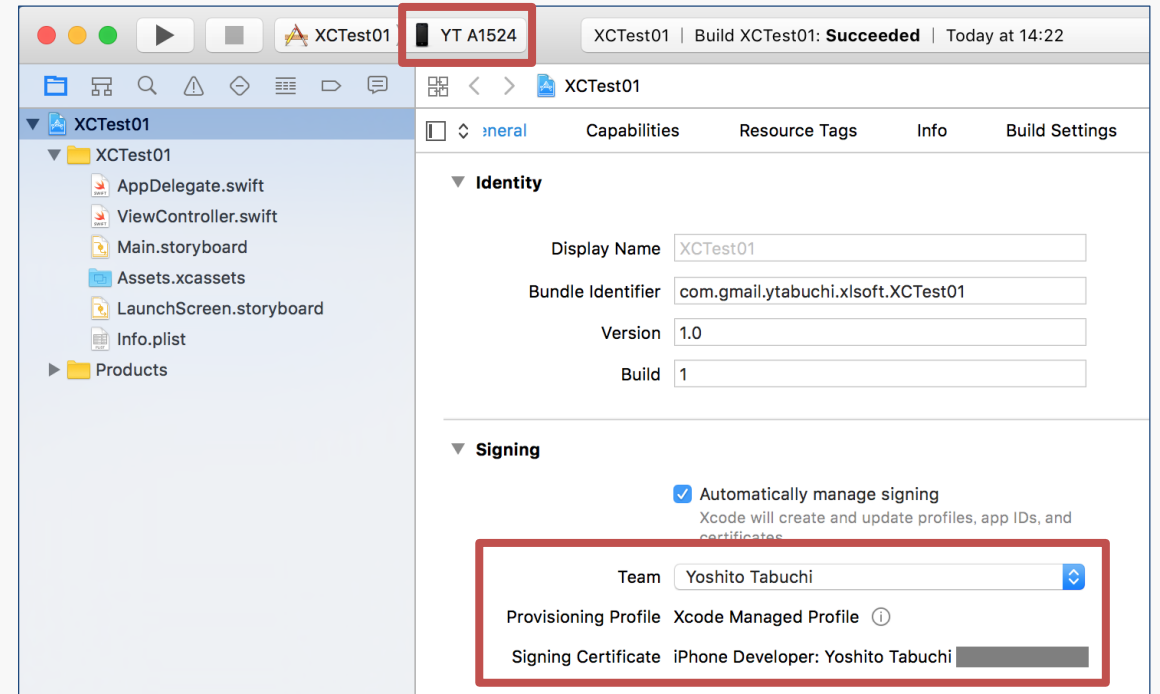 XCTest01
YT A1524
XCTest01 | Build XCTest01: Succeeded | Today at 14:22
XCTest01
XCTest01
eneral Capabilities Resource Tags Info Build Settings
XCTest01
AppDelegate.swift
ViewController.swift
Main.storyboard
Assets.xcassets
LaunchScreen.storyboard
Info.plist
Products
Identity
Display Name XCTest01
Bundle Identifier com.gmail.ytabuchi.xlsoft.XCTest01
Version 1.0
Build 1
Signing
Automatically manage signing
Xcode will create and update profiles, app IDs, and
certificates.
Team Yoshito Tabuchi
Provisioning Profile Xcode Managed Profile
Signing Certificate iPhone Developer: Yoshito Tabuchi